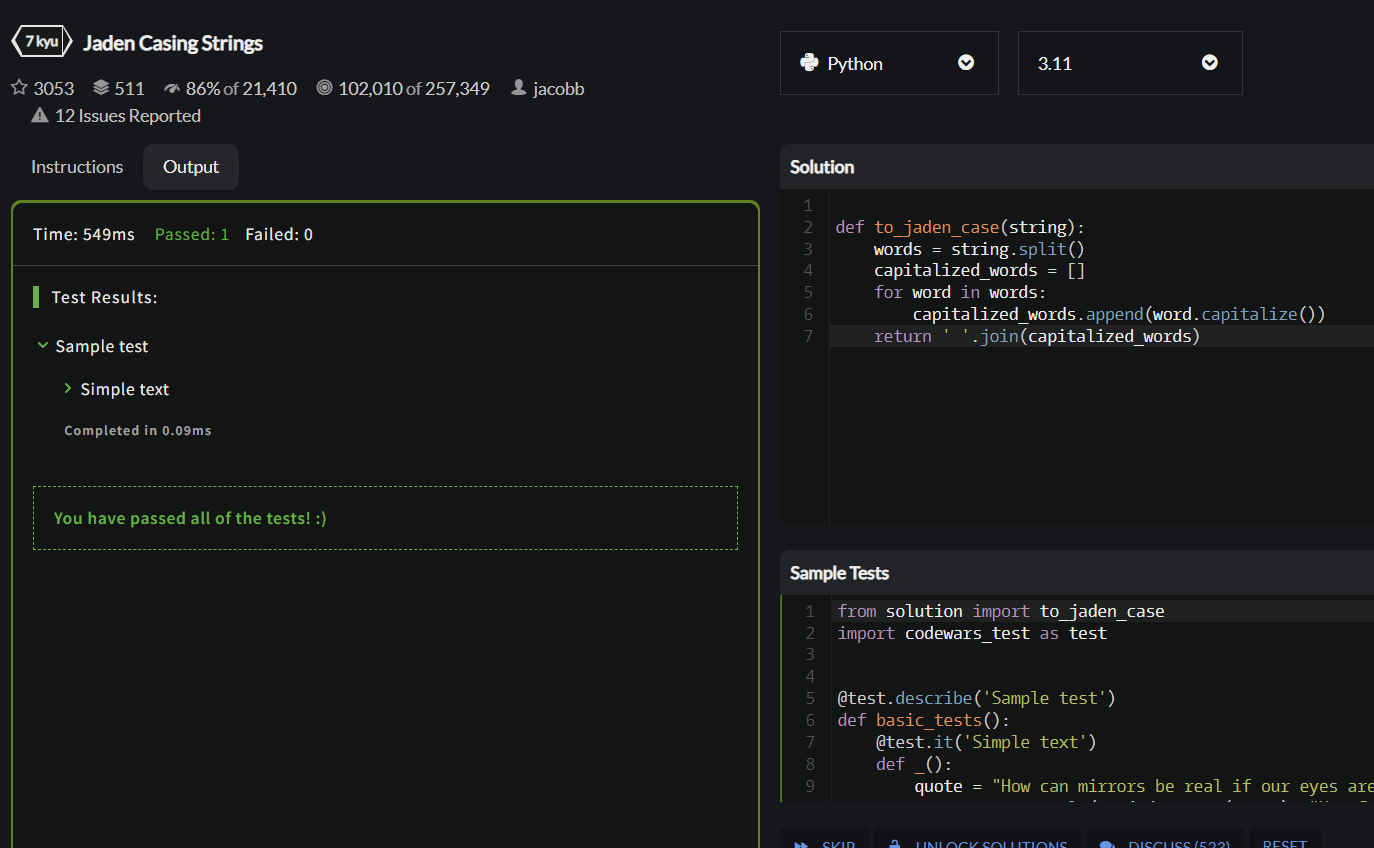 7 kyu Jaden Casing Strings
3053 511 86% of 21,410 102,010 of 257,349 jacobb
12 Issues Reported
Instructions Output
Time: 549ms Passed: 1 Failed: 0
Test Results:
Sample test
Simple text
Completed in 0.09ms
You have passed all of the tests! :)
Python 3.11
Solution
1
2 def to_jaden_case(string):
3     words = string.split()
4     capitalized_words = []
5     for word in words:
6         capitalized_words.append(word.capitalize())
7     return ' '.join(capitalized_words)
Sample Tests
1 from solution import to_jaden_case
2 import codewars_test as test
3
4
5 @test.describe('Sample test')
6 def basic_tests():
7     @test.it('Simple text')
8     def _():
9         quote = "How can mirrors be real if our eyes are
SKIP UNLOCK SOLUTIONS DISCUSS (523) RESET